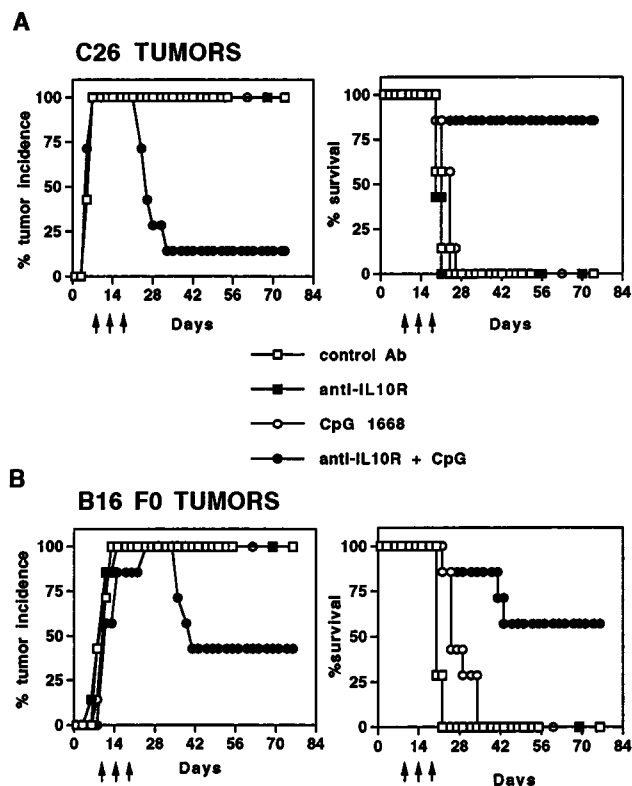 A
C26 TUMORS
% tumor incidence
100
75
50
25
0
0 14 28 42 56 70 84
Days
% survival
100
75
50
25
0
0 14 28 42 56 70 84
Days
control Ab
anti-IL10R
CpG 1668
anti-IL10R + CpG
B
B16 F0 TUMORS
% tumor incidence
100
75
50
25
0
0 14 28 42 56 70 84
Days
%survival
100
75
50
25
0
0 14 28 42 56 70 84
Days